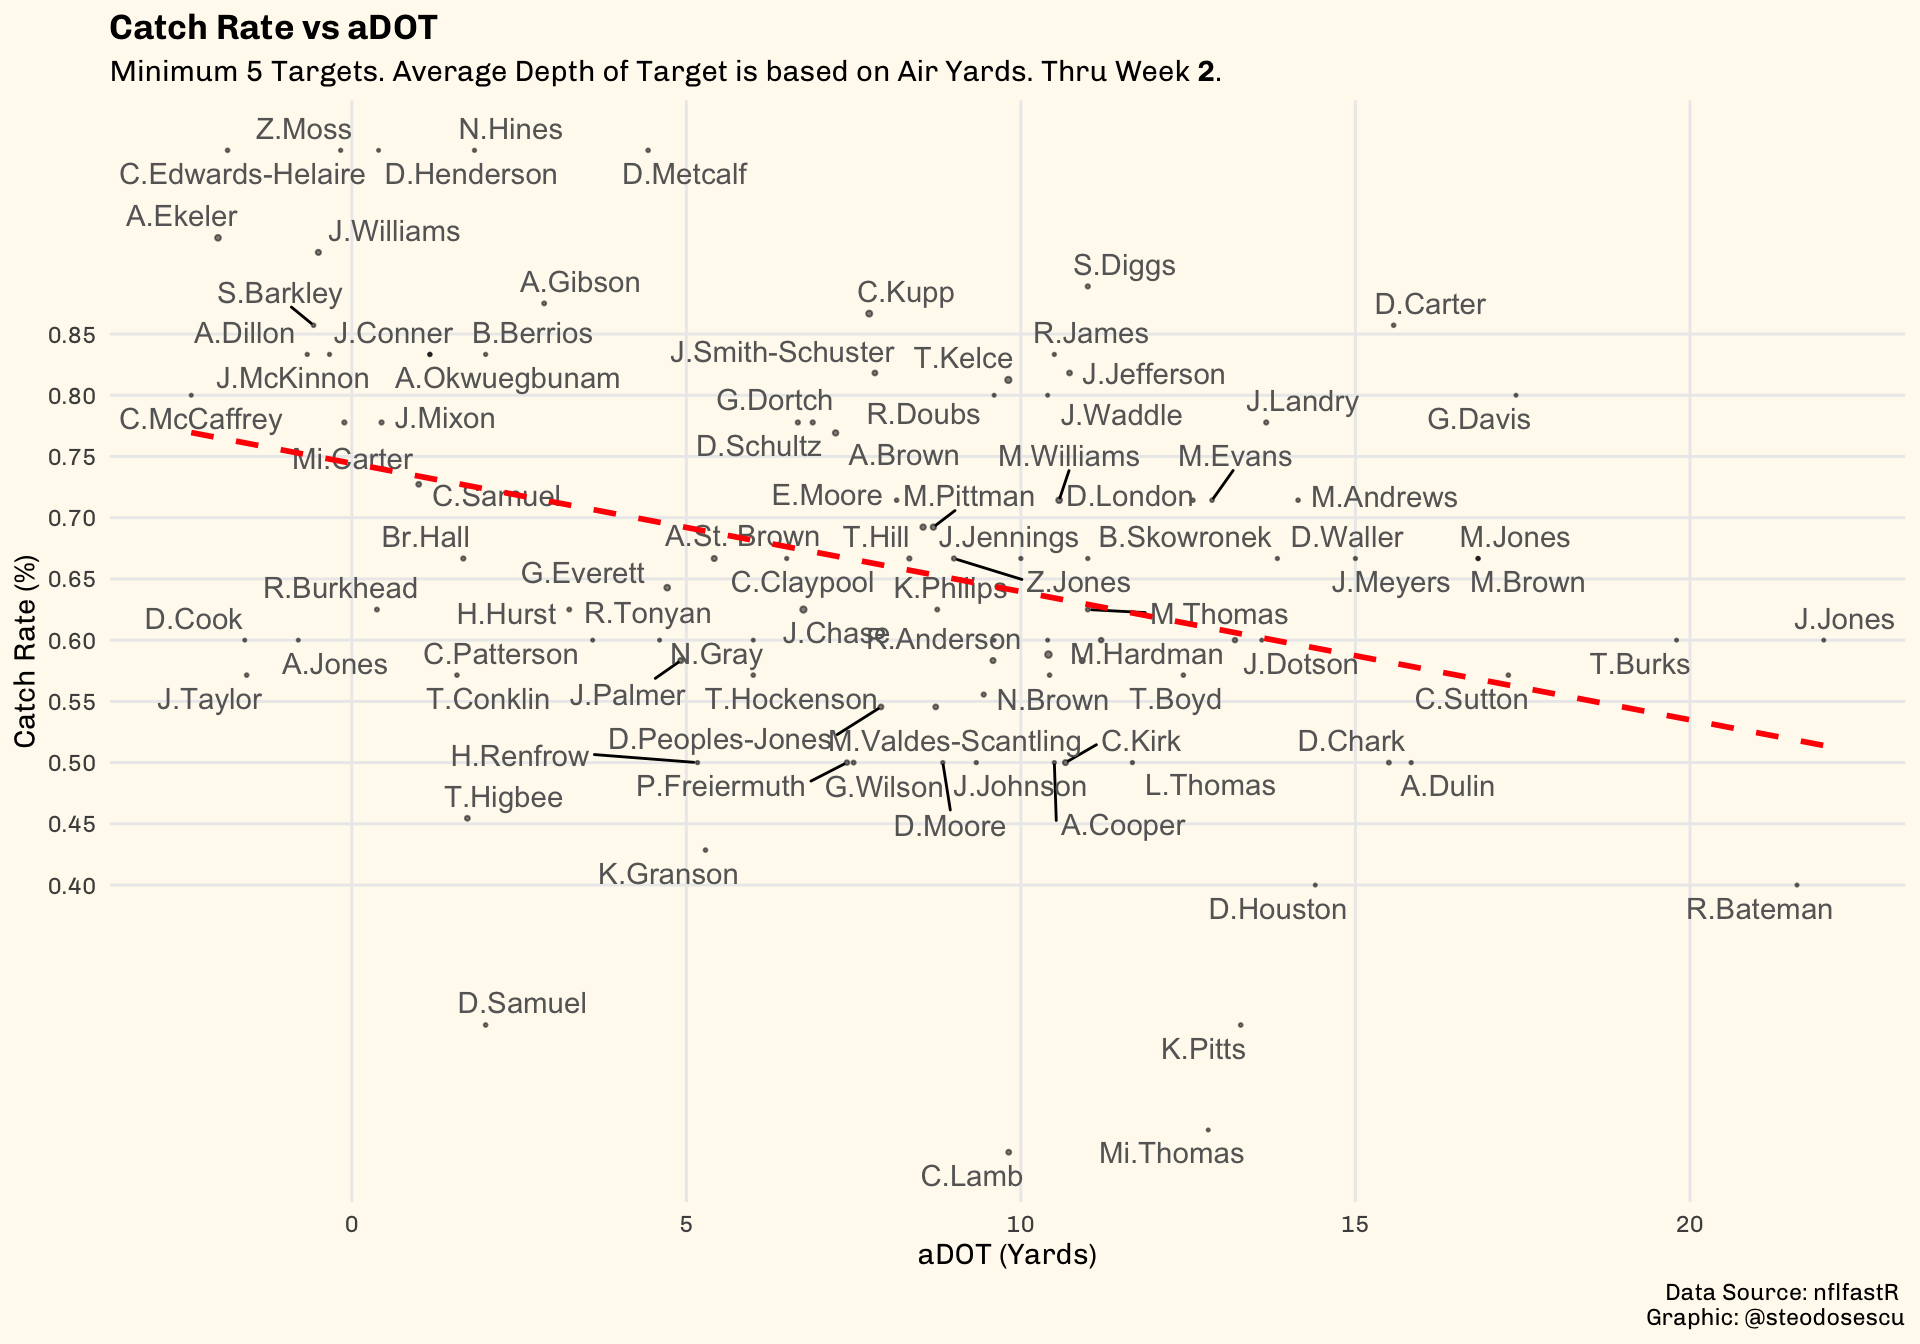 Catch Rate vs aDOT
Minimum 5 Targets. Average Depth of Target is based on Air Yards. Thru Week 2.
Z.Moss N.Hines
C.Edwards-Helaire D.Henderson D.Metcalf
A.Ekeler
J.Williams
S.Diggs
A.Gibson
S.Barkley C.Kupp
D.Carter
0.85 A.Dillon J.Conner B.Berrios R.James
J.Smith-Schuster T.Kelce
J.McKinnon A.Okwuegbunam J.Jefferson
0.80 G.Dortch J.Landry
C.McCaffrey J.Mixon R.Doubs J.Waddle G.Davis
D.Schultz
0.75 Mi.Carter A.Brown M.Williams M.Evans
C.Samuel E.Moore M.Pittman D.London M.Andrews
0.70
Br.Hall A.St. Brown T.Hill J.Jennings B.Skowronek D.Waller M.Jones
0.65 G.Everett C.Claypool Z.Jones J.Meyers M.Brown
R.Burkhead K.Philips
D.Cook H.Hurst R.Tonyan M.Thomas J.Jones
0.60 J.Chase R.Anderson
A.Jones C.Patterson N.Gray M.Hardman J.Dotson T.Burks
0.55 J.Taylor T.Conklin J.Palmer T.Hockenson N.Brown T.Boyd C.Sutton
D.Peoples-Jones M.Valdes-Scantling C.Kirk D.Chark
0.50 H.Renfrow
P.Freiermuth G.Wilson J.Johnson L.Thomas A.Dulin
T.Higbee
0.45 D.Moore A.Cooper
K.Granson
0.40
D.Houston R.Bateman
D.Samuel
K.Pitts
Mi.Thomas
C.Lamb
Catch Rate (%)
0 5 10 15 20
aDOT (Yards)
Data Source: nflfastR
Graphic: @steodosescu